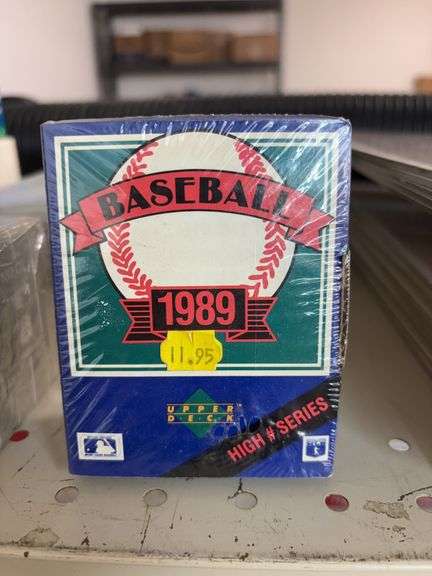 BASEBALL
1989
11.95
UPPER
DECK
HIGH # SERIES